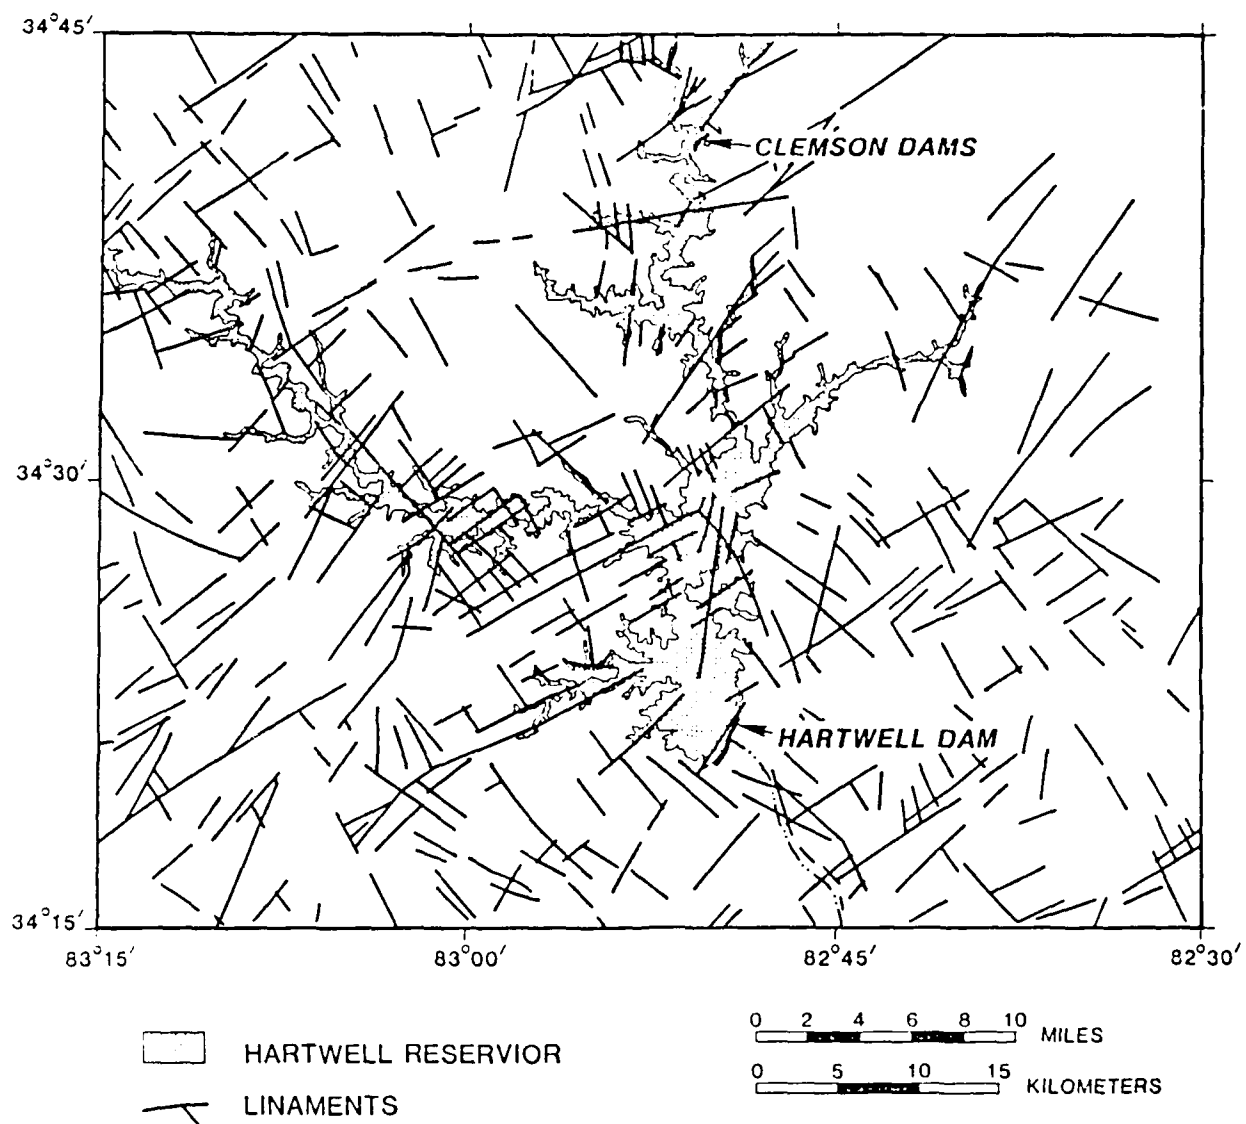 34°45′
CLEMSON DAMS
34°30′
HARTWELL DAM
34°15′
83°15′ 83°00′ 82°45′ 82°30′
0 2 4 6 8 10 MILES
HARTWELL RESERVIOR
0 5 10 15 KILOMETERS
LINAMENTS